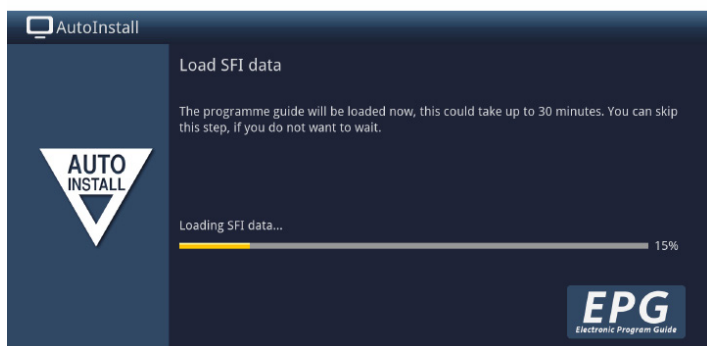 AutoInstall
Load SFI data
The programme guide will be loaded now, this could take up to 30 minutes. You can skip
this step, if you do not want to wait.
AUTO
INSTALL
Loading SFI data...
15%
EPG
Electronic Program Guide